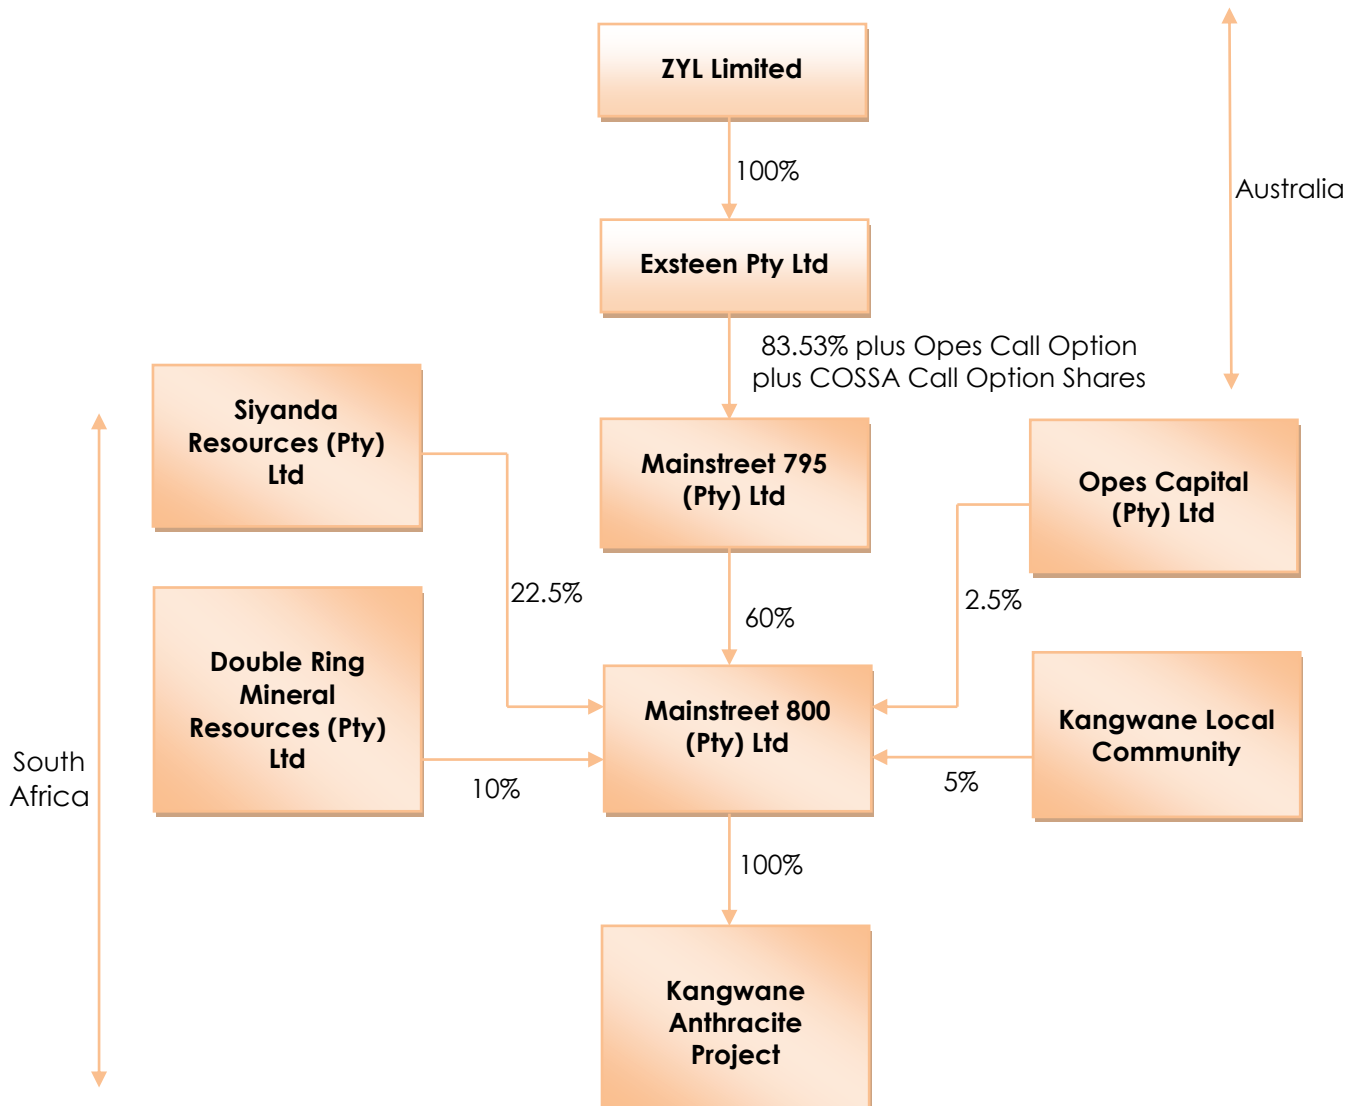 ZYL Limited
100%
Australia
Exsteen Pty Ltd
83.53% plus Opes Call Option
plus COSSA Call Option Shares
Siyanda
Resources (Pty)
Ltd
Mainstreet 795
(Pty) Ltd
Opes Capital
(Pty) Ltd
22.5%
60%
2.5%
Double Ring
Mineral
Resources (Pty)
Ltd
Mainstreet 800
(Pty) Ltd
Kangwane Local
Community
South
Africa
10%
5%
100%
Kangwane
Anthracite
Project